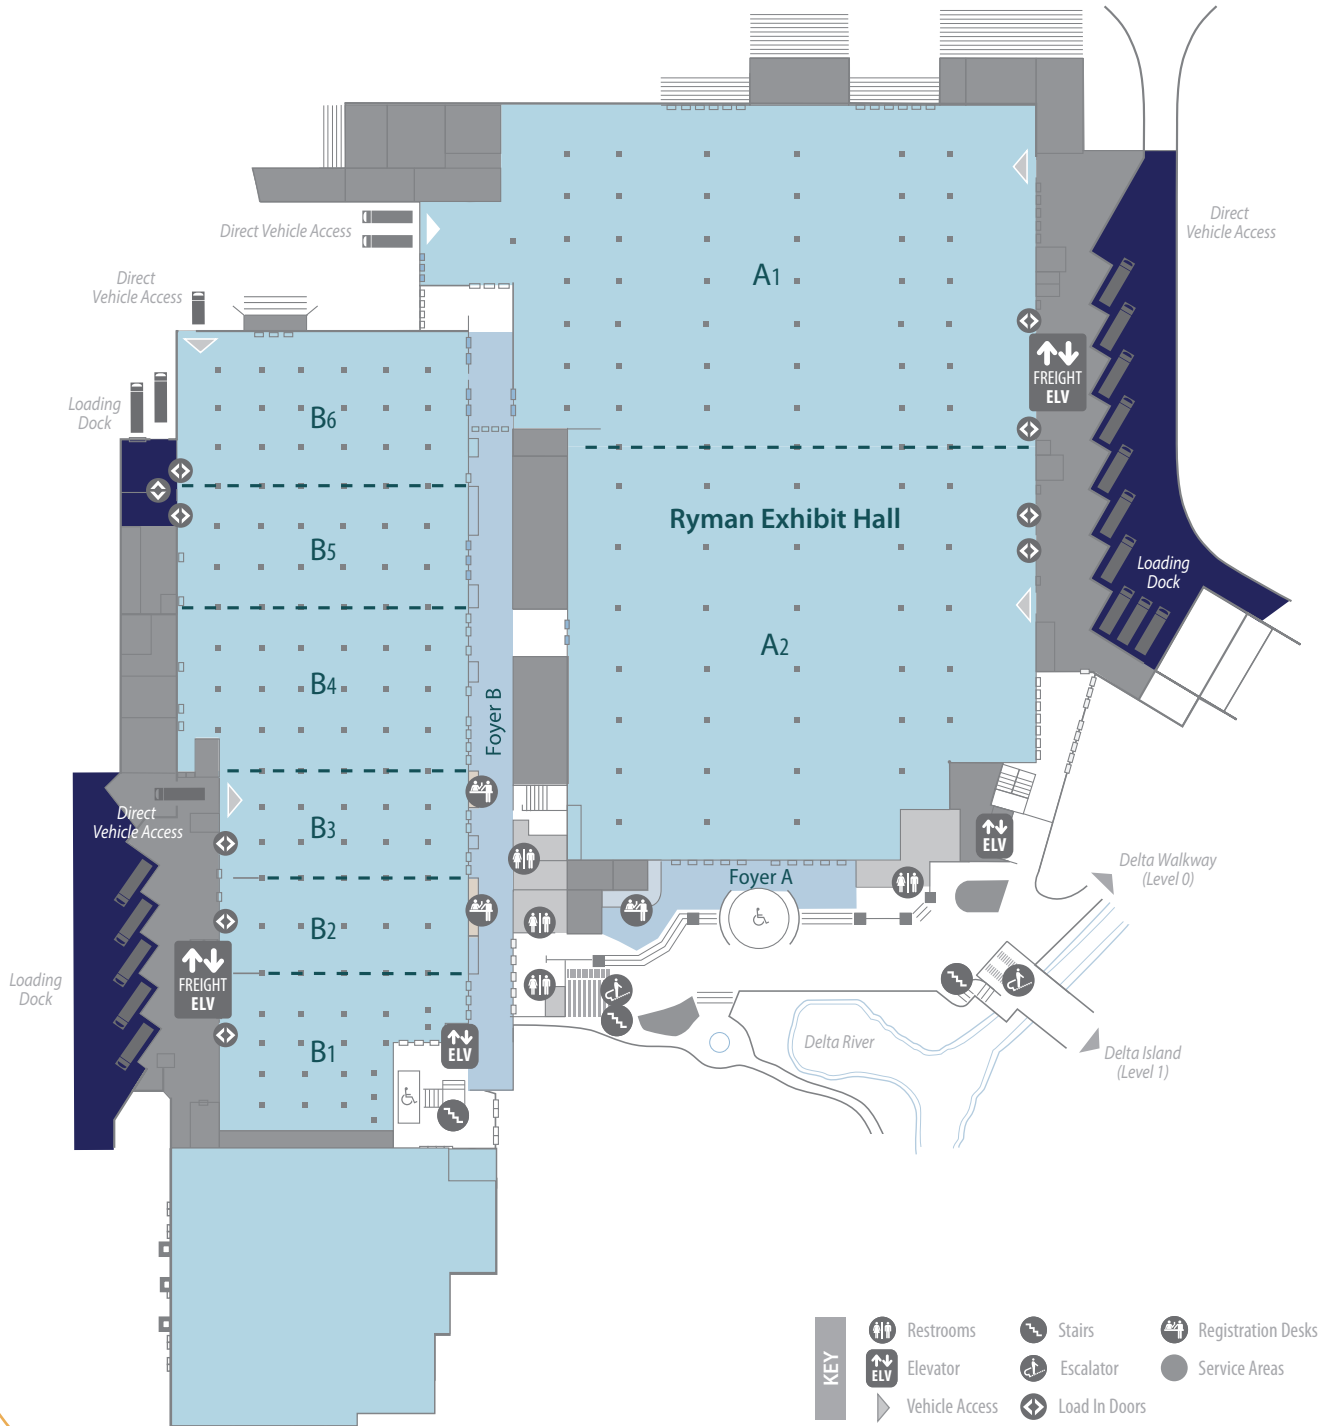 Direct Vehicle Access
Direct
Vehicle Access
Direct
Vehicle Access
A1
FREIGHT
ELV
Loading
Dock
B6
Ryman Exhibit Hall
B5
Loading
Dock
A2
B4
Foyer B
Direct
Vehicle Access
B3
ELV
Delta Walkway
(Level 0)
Foyer A
B2
FREIGHT
ELV
Loading
Dock
B1
ELV
Delta River
Delta Island
(Level 1)
KEY
Restrooms
Stairs
Registration Desks
ELV
Elevator
Escalator
Service Areas
Vehicle Access
Load In Doors